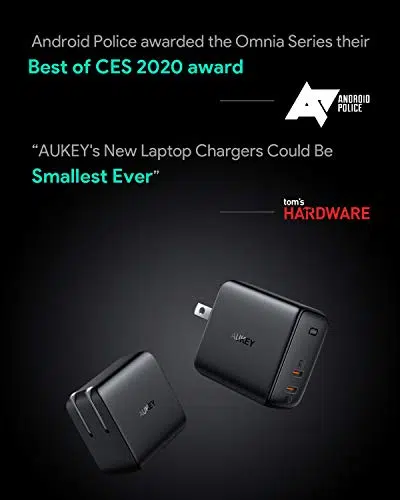 Android Police awarded the Omnia Series their
Best of CES 2020 award
ANDROID
POLICE
“AUKEY's New Laptop Chargers Could Be
Smallest Ever”
tom's
HARDWARE
AUKEY
AUKEY